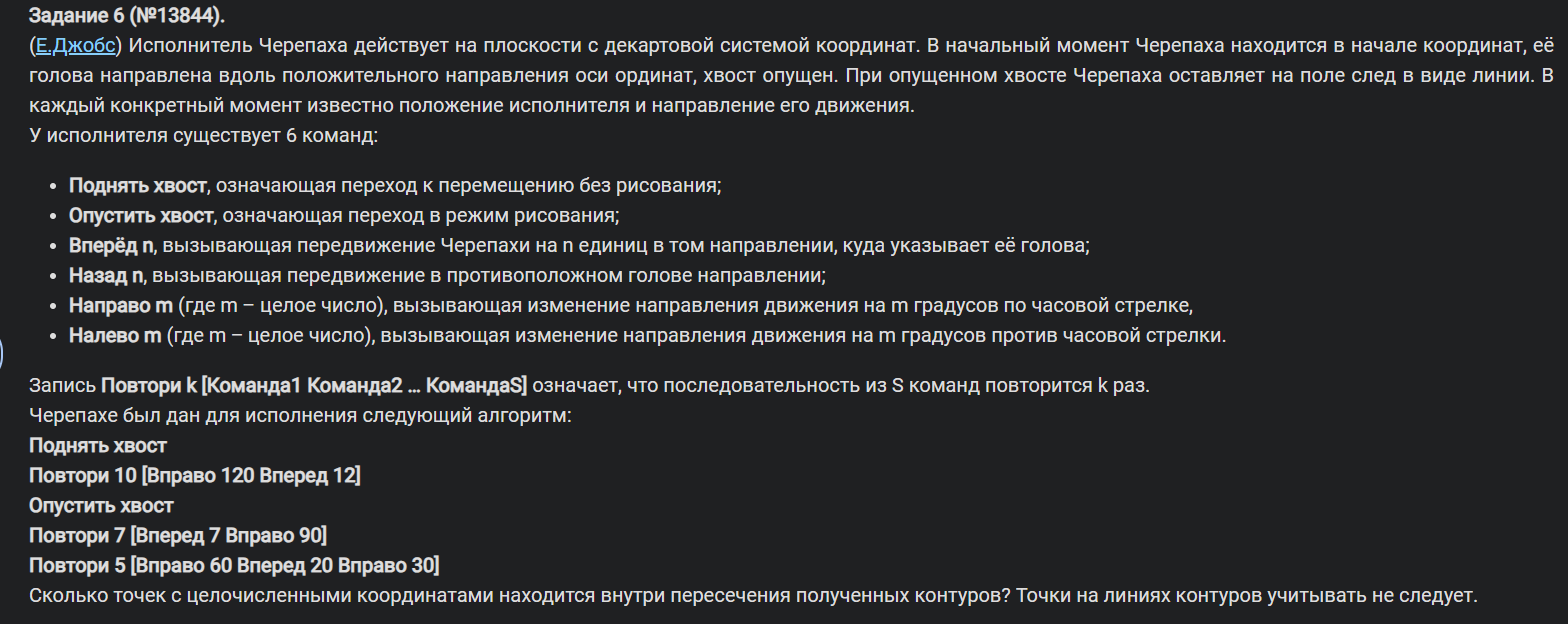 Задание 6 (№13844).
(Е.Джобс) Исполнитель Черепаха действует на плоскости с декартовой системой координат. В начальный момент Черепаха находится в начале координат, её
голова направлена вдоль положительного направления оси ординат, хвост опущен. При опущенном хвосте Черепаха оставляет на поле след в виде линии. В
каждый конкретный момент известно положение исполнителя и направление его движения.
У исполнителя существует 6 команд:
• Поднять хвост, означающая переход к перемещению без рисования;
• Опустить хвост, означающая переход в режим рисования;
• Вперёд n, вызывающая передвижение Черепахи на n единиц в том направлении, куда указывает её голова;
• Назад n, вызывающая передвижение в противоположном голове направлении;
• Направо m (где m – целое число), вызывающая изменение направления движения на m градусов по часовой стрелке,
• Налево m (где m – целое число), вызывающая изменение направления движения на m градусов против часовой стрелки.
Запись Повтори k [Команда1 Команда2 … КомандаS] означает, что последовательность из S команд повторится k раз.
Черепахе был дан для исполнения следующий алгоритм:
Поднять хвост
Повтори 10 [Вправо 120 Вперед 12]
Опустить хвост
Повтори 7 [Вперед 7 Вправо 90]
Повтори 5 [Вправо 60 Вперед 20 Вправо 30]
Сколько точек с целочисленными координатами находится внутри пересечения полученных контуров? Точки на линиях контуров учитывать не следует.